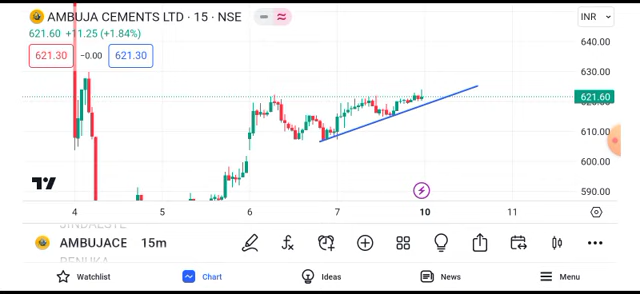 AMBUJA CEMENTS LTD · 15 · NSE
INR
621.60 +11.25 (+1.84%)
621.30 −0.00 621.30
640.00
630.00
621.60
610.00
600.00
590.00
4 5 6 7 10 11
AMBUJACE 15m
Watchlist Chart Ideas News Menu